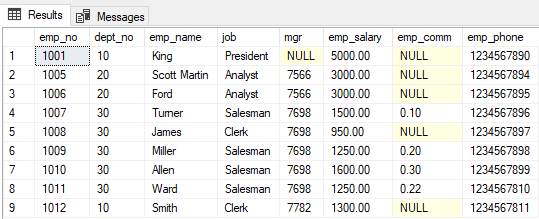 Results Messages
emp_no dept_no emp_name job mgr emp_salary emp_comm emp_phone
1 1001 10 King President NULL 5000.00 NULL 1234567890
2 1005 20 Scott Martin Analyst 7566 3000.00 NULL 1234567894
3 1006 20 Ford Analyst 7566 3000.00 NULL 1234567895
4 1007 30 Turner Salesman 7698 1500.00 0.10 1234567896
5 1008 30 James Clerk 7698 950.00 NULL 1234567897
6 1009 30 Miller Salesman 7698 1250.00 0.20 1234567898
7 1010 30 Allen Salesman 7698 1600.00 0.30 1234567899
8 1011 30 Ward Salesman 7698 1250.00 0.22 1234567810
9 1012 10 Smith Clerk 7782 1300.00 NULL 1234567811